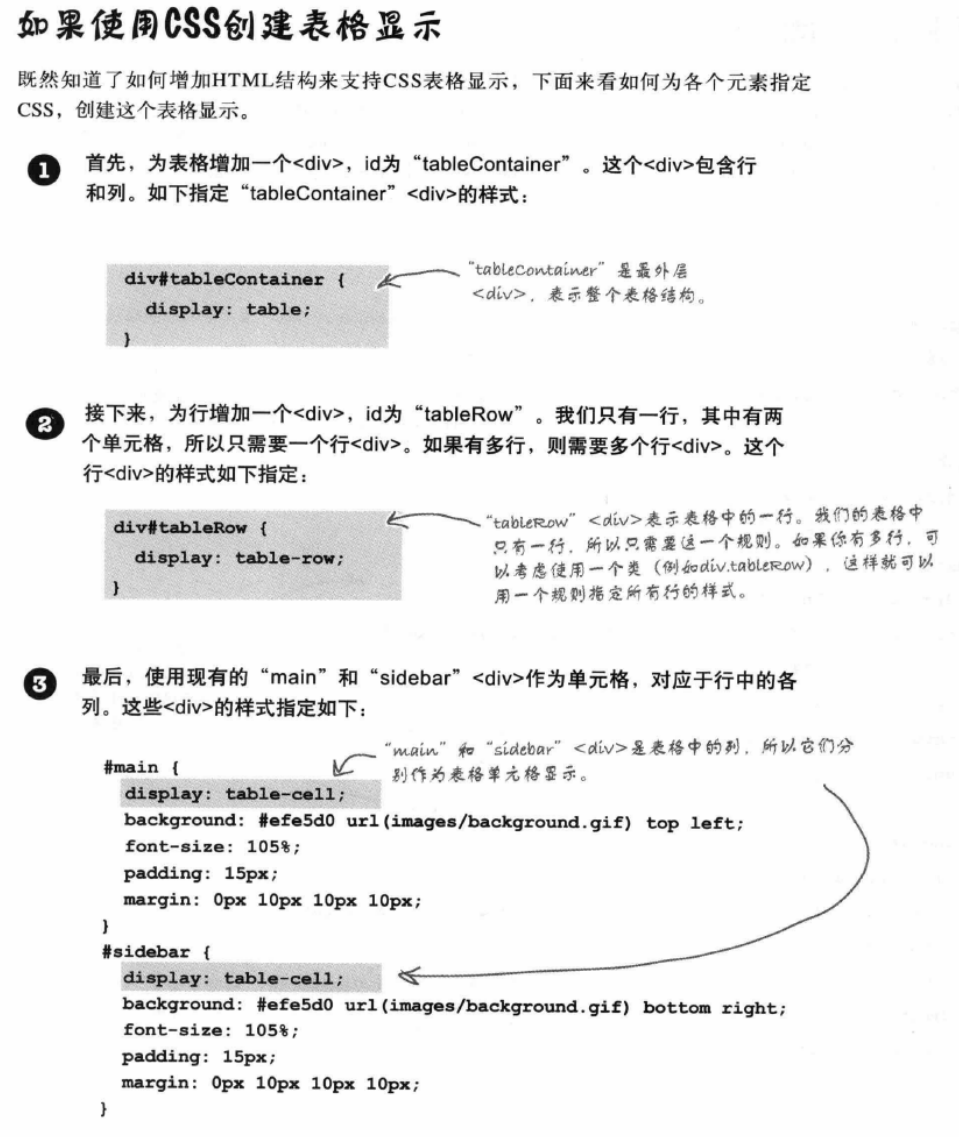 如果使用CSS创建表格显示
既然知道了如何增加HTML结构来支持CSS表格显示，下面来看如何为各个元素指定
CSS，创建这个表格显示。
1 首先，为表格增加一个<div>，id为“tableContainer”。这个<div>包含行
和列。如下指定“tableContainer”<div>的样式：
div#tableContainer {
display: table;
}
“tableContainer”是最外层
<div>，表示整个表格结构。
2 接下来，为行增加一个<div>，id为“tableRow”。我们只有一行，其中有两
个单元格，所以只需要一个行<div>。如果有多行，则需要多个行<div>。这个
行<div>的样式如下指定：
div#tableRow {
display: table-row;
}
“tableRow”<div>表示表格中的一行。我们的表格中
只有一行，所以只需要这一个规则。如果你有多行，可
以考虑使用一个类（例如div.tableRow），这样就可以
用一个规则指定所有行的样式。
3 最后，使用现有的“main”和“sidebar”<div>作为单元格，对应于行中的各
列。这些<div>的样式指定如下：
“main”和“sidebar”<div>是表格中的列，所以它们分
别作为表格单元格显示。
#main {
display: table-cell;
background: #efe5d0 url(images/background.gif) top left;
font-size: 105%;
padding: 15px;
margin: 0px 10px 10px 10px;
}
#sidebar {
display: table-cell;
background: #efe5d0 url(images/background.gif) bottom right;
font-size: 105%;
padding: 15px;
margin: 0px 10px 10px 10px;
}